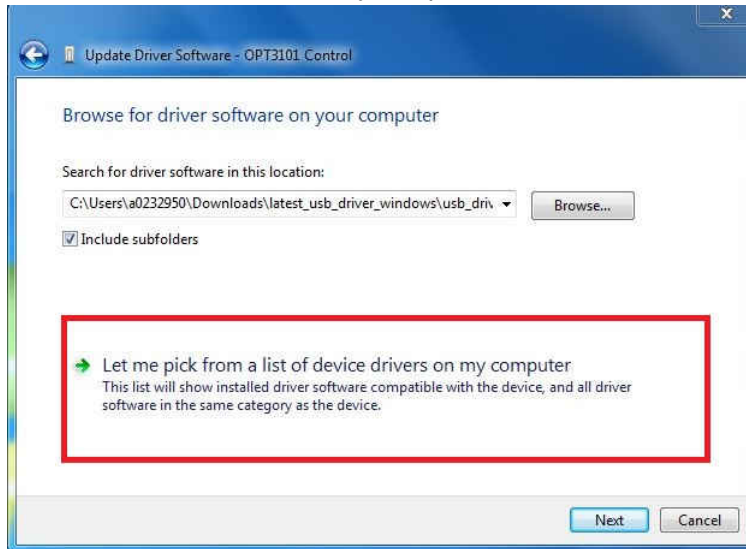 Update Driver Software - OPT3101 Control
Browse for driver software on your computer
Search for driver software in this location:
C:\Users\a0232950\Downloads\latest_usb_driver_windows\usb_driv
Browse...
Include subfolders
Let me pick from a list of device drivers on my computer
This list will show installed driver software compatible with the device, and all driver
software in the same category as the device.
Next
Cancel